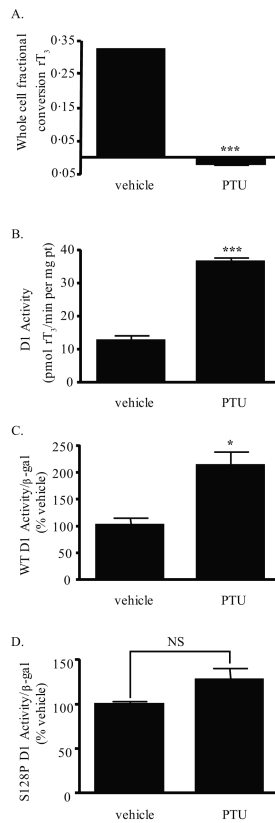 A.
Whole cell fractional
conversion rT3
0·35
0·25
0·15
0·05
0·05
***
vehicle
PTU
B.
D1 Activity
(pmol rT3/min per mg pt)
40
30
20
10
0
***
vehicle
PTU
C.
WT D1 Activity/β-gal
(% vehicle)
250
200
150
100
50
0
*
vehicle
PTU
D.
S128P D1 Activity/β-gal
(% vehicle)
150
100
50
0
NS
vehicle
PTU